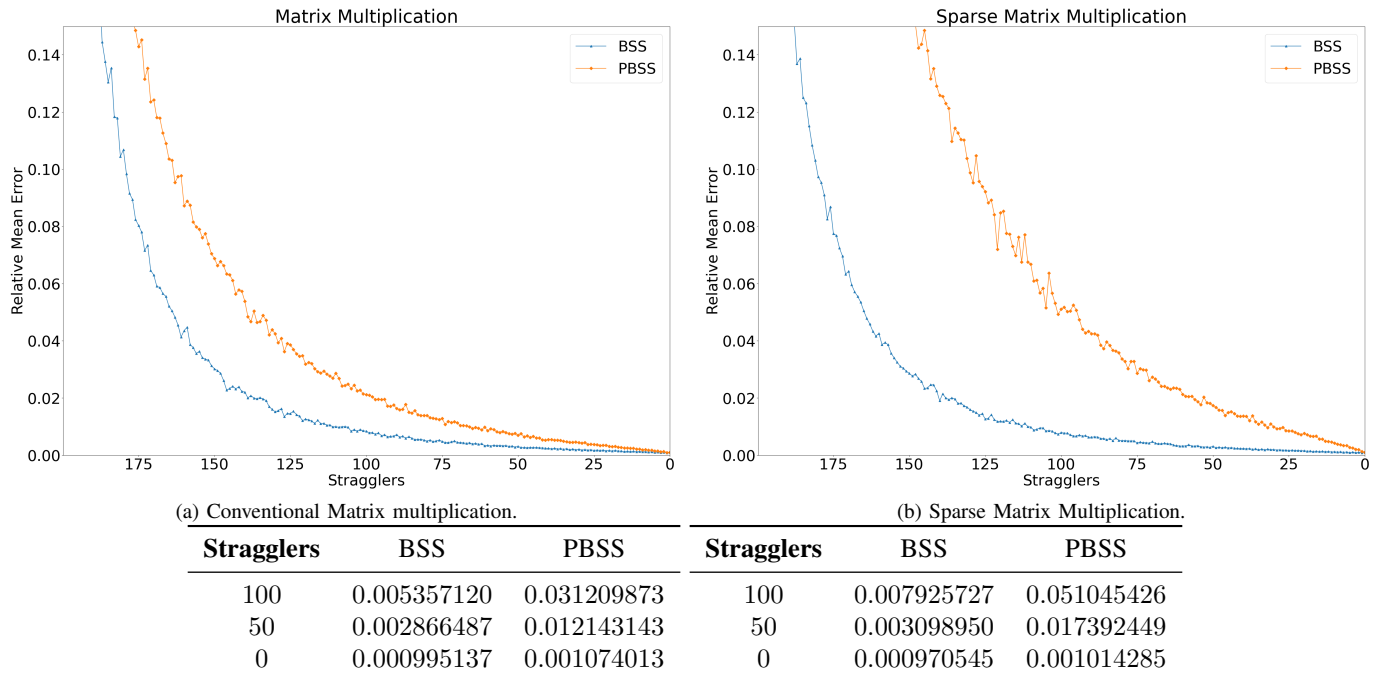 Matrix Multiplication
BSS
PBSS
Relative Mean Error
0.14
0.12
0.10
0.08
0.06
0.04
0.02
0.00
175 150 125 100 75 50 25 0
Stragglers
(a) Conventional Matrix multiplication.
Sparse Matrix Multiplication
BSS
PBSS
Relative Mean Error
0.14
0.12
0.10
0.08
0.06
0.04
0.02
0.00
175 150 125 100 75 50 25 0
Stragglers
(b) Sparse Matrix Multiplication.
Stragglers BSS PBSS Stragglers BSS PBSS
100 0.005357120 0.031209873 100 0.007925727 0.051045426
50 0.002866487 0.012143143 50 0.003098950 0.017392449
0 0.000995137 0.001074013 0 0.000970545 0.001014285